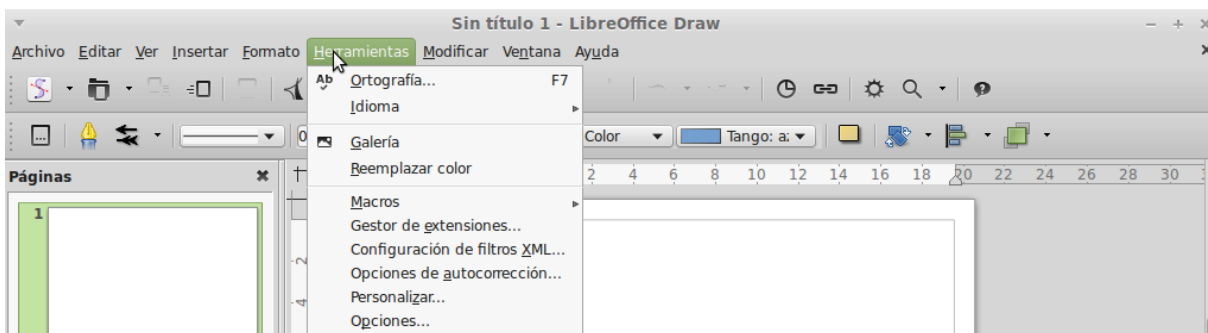 Sin título 1 - LibreOffice Draw
Archivo Editar Ver Insertar Formato Herramientas Modificar Ventana Ayuda
Ortografía... F7
Idioma
Galería
Reemplazar color
Macros
Gestor de extensiones...
Configuración de filtros XML...
Opciones de autocorrección...
Personalizar...
Opciones...
Color
Tango: a:
Páginas
1
2 4 6 8 10 12 14 16 18 20 22 24 26 28 30
2
4